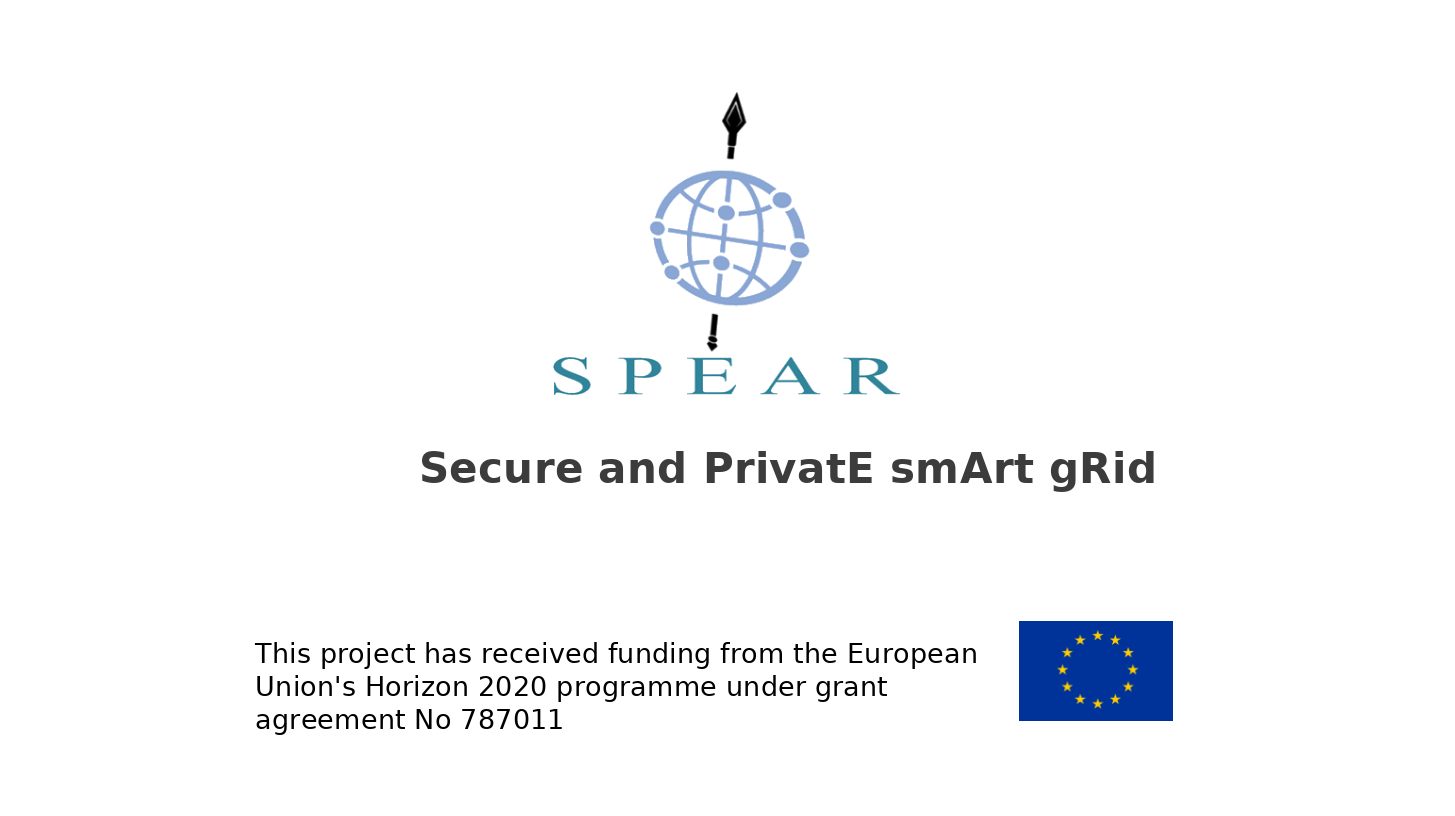 S P E A R
Secure and PrivatE smArt gRid
This project has received funding from the European
Union's Horizon 2020 programme under grant
agreement No 787011